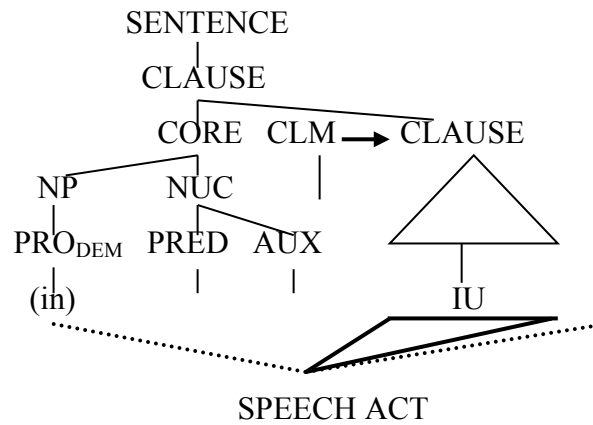 SENTENCE
CLAUSE
CORE CLM CLAUSE
NP NUC
PRO_DEM PRED AUX
(in) IU
SPEECH ACT